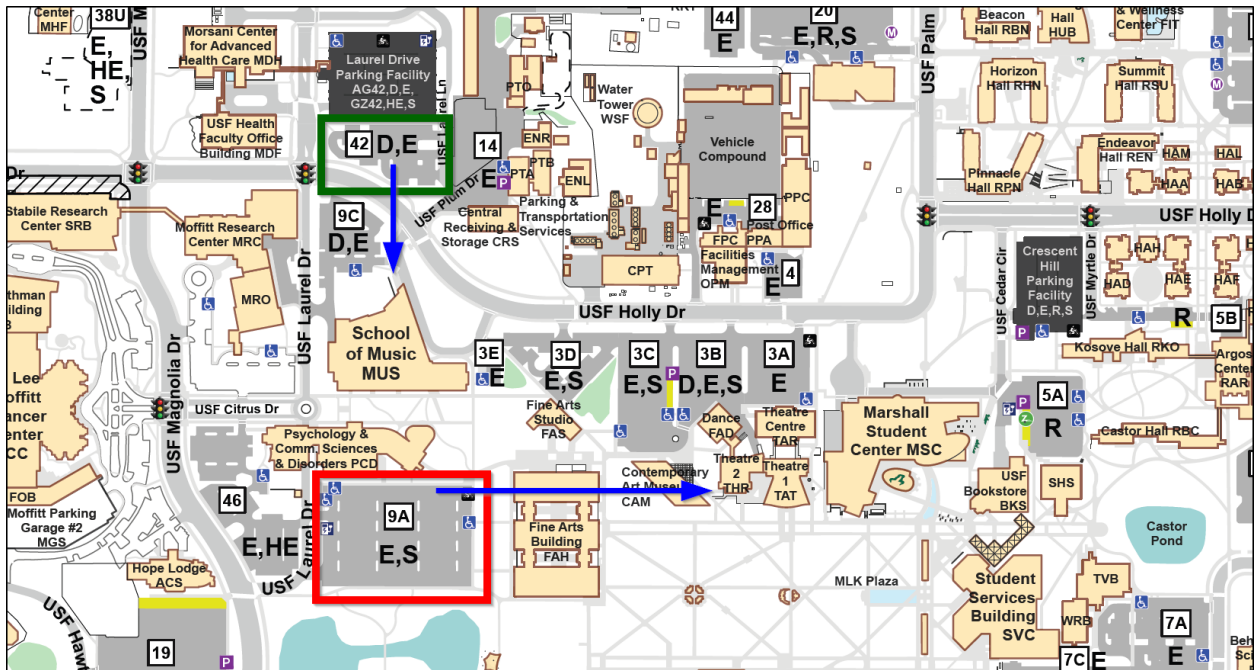 Center
MHF
38U
E,
HE,
S
USF M
Morsani Center
for Advanced
Health Care MDH
Laurel Drive
Parking Facility
AG42,D,E,
GZ42,HE,S
USF Health
Faculty Office
Building MDF
42 D,E
USF Laurel Ln
14
E
P
PTO
ENR
PTB
PTA
ENL
Water
Tower
WSF
44
E
20
E,R,S
M
USF Palm
Vehicle
Compound
PPC
Beacon
Hall RBN
Hall
HUB
& Wellness
Center FIT
Horizon
Hall RHN
Summit
Hall RSU
M
Endeavor
Hall REN
HAM
HAL
HAA
HAB
Pinnacle
Hall RPN
Dr
Stabile Research
Center SRB
Moffitt Research
Center MRC
9C
D,E
USF Plum Dr
Central
Receiving &
Storage CRS
Parking &
Transportation
Services
E
28
Post Office
FPC
PPA
Facilities
Management
OPM
4
E
CPT
USF Holly D
Crescent
Hill
Parking
Facility
D,E,R,S
P
USF Cedar Cir
USF Myrtle Dr
HAH
HAD
HAE
HAF
R
5B
Kosove Hall RKO
Argos
Center
RAR
MRO
USF Laurel Dr
USF Magnolia Dr
School
of Music
MUS
USF Holly Dr
3E
E
3D
E,S
3C
E,S
P
3B
D,E,S
3A
E
Lee
USF Citrus Dr
Fine Arts
Studio
FAS
Dance
FAD
Theatre
Centre
TAR
Theatre
2
THR
Theatre
1
TAT
Marshall
Student
Center MSC
P
Z
5A
R
Castor Hall RBC
USF
Bookstore
BKS
SHS
Psychology &
Comm. Sciences
& Disorders PCD
Contemporary
Art Museum
CAM
FOB
Moffitt Parking
Garage #2
MGS
46
E,HE
USF Laurel Dr
9A
E,S
Fine Arts
Building
FAH
Castor
Pond
Hope Lodge
ACS
MLK Plaza
Student
Services
Building
SVC
TVB
WRB
7A
E
7C E
19
P
USF Haw